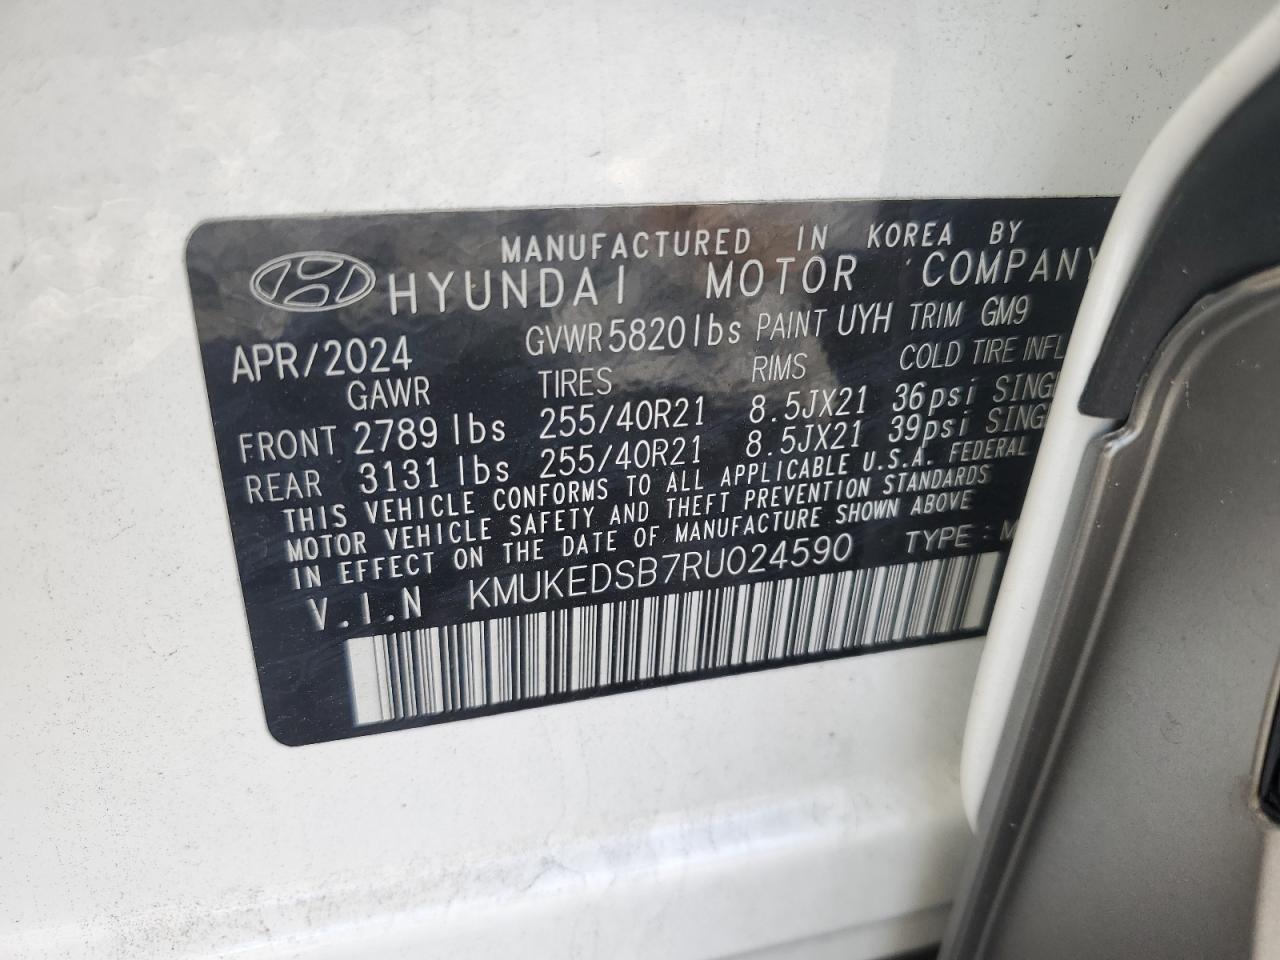 MANUFACTURED IN KOREA BY
HYUNDAI MOTOR COMPANY
APR/2024 GVWR 5820 lbs PAINT UYH TRIM GM9
GAWR TIRES RIMS COLD TIRE INFL
FRONT 2789 lbs 255/40R21 8.5JX21 36psi SINGL
REAR 3131 lbs 255/40R21 8.5JX21 39psi SING
THIS VEHICLE CONFORMS TO ALL APPLICABLE U.S.A. FEDERAL
MOTOR VEHICLE SAFETY AND THEFT PREVENTION STANDARDS
IN EFFECT ON THE DATE OF MANUFACTURE SHOWN ABOVE
V.I.N KMUKEDSB7RU024590 TYPE : M